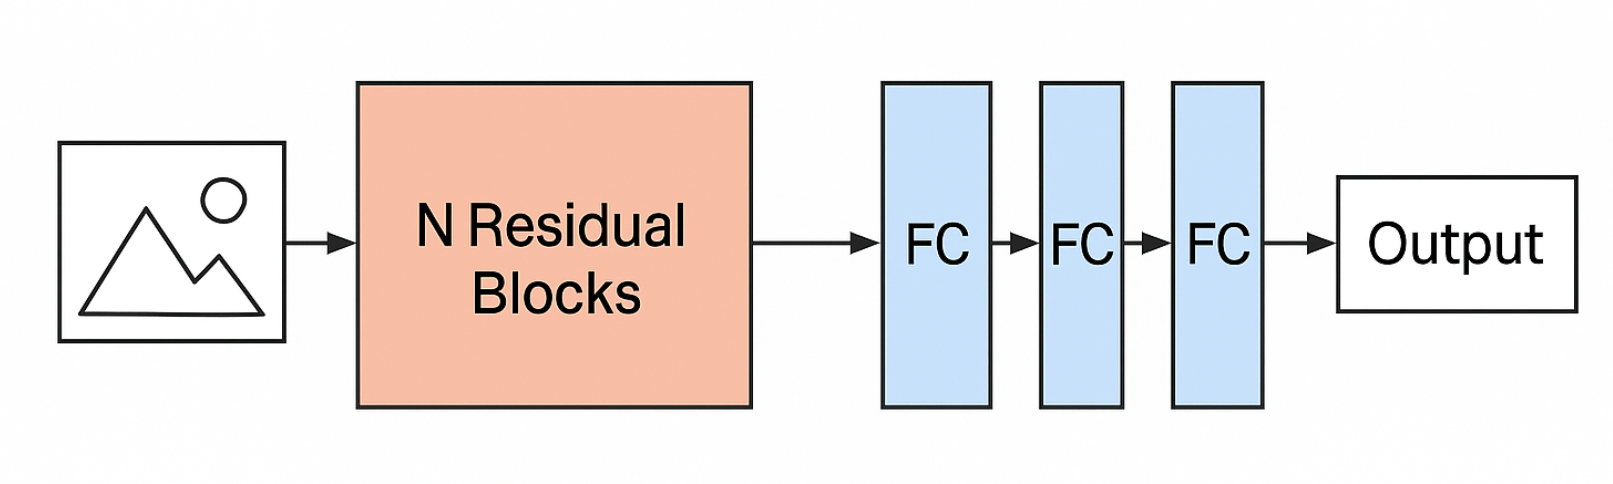 N Residual
Blocks
FC
FC
FC
Output